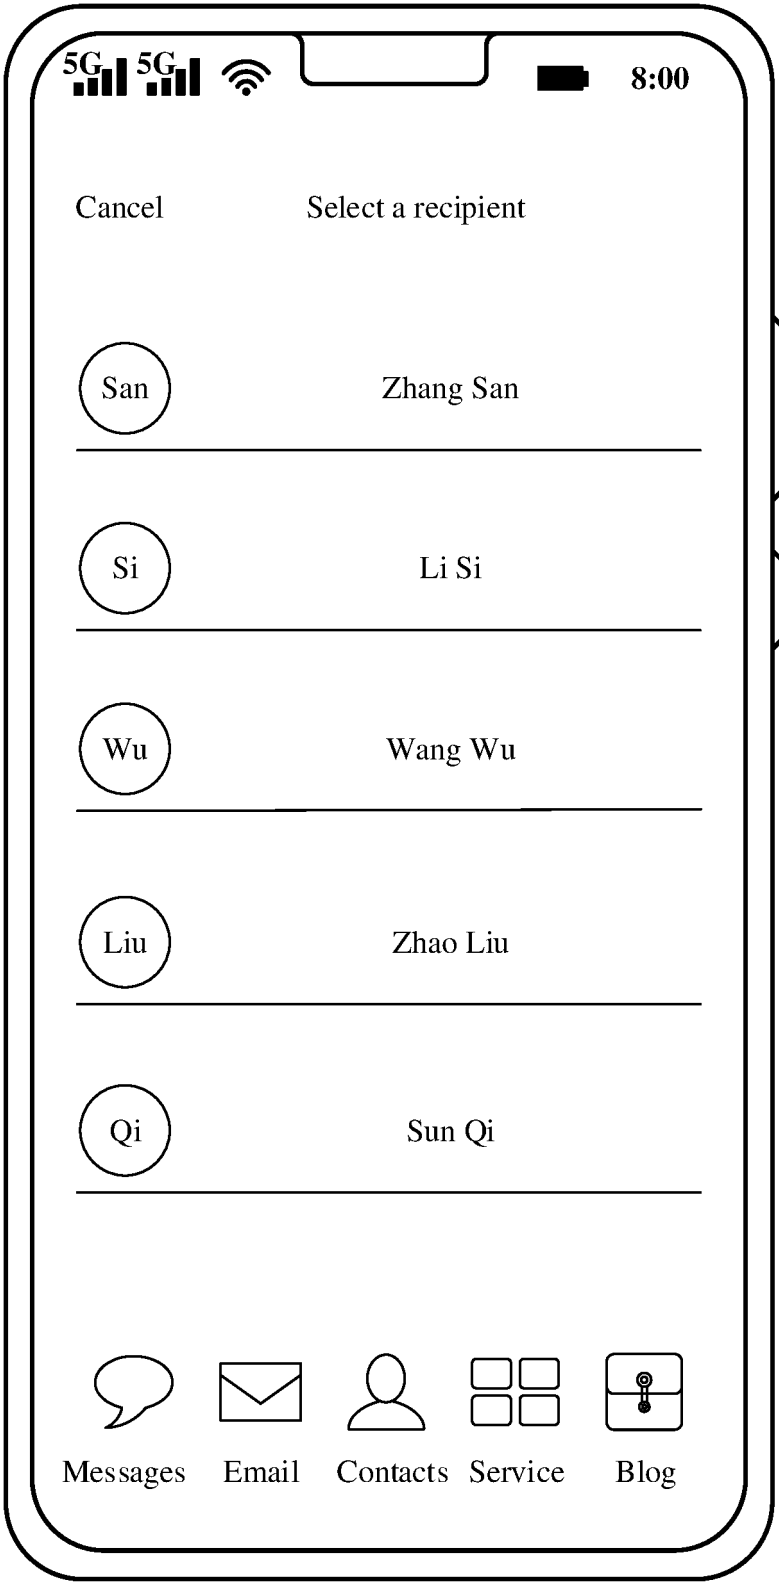 5G 5G 8:00
Cancel Select a recipient
San Zhang San
Si Li Si
Wu Wang Wu
Liu Zhao Liu
Qi Sun Qi
Messages Email Contacts Service Blog